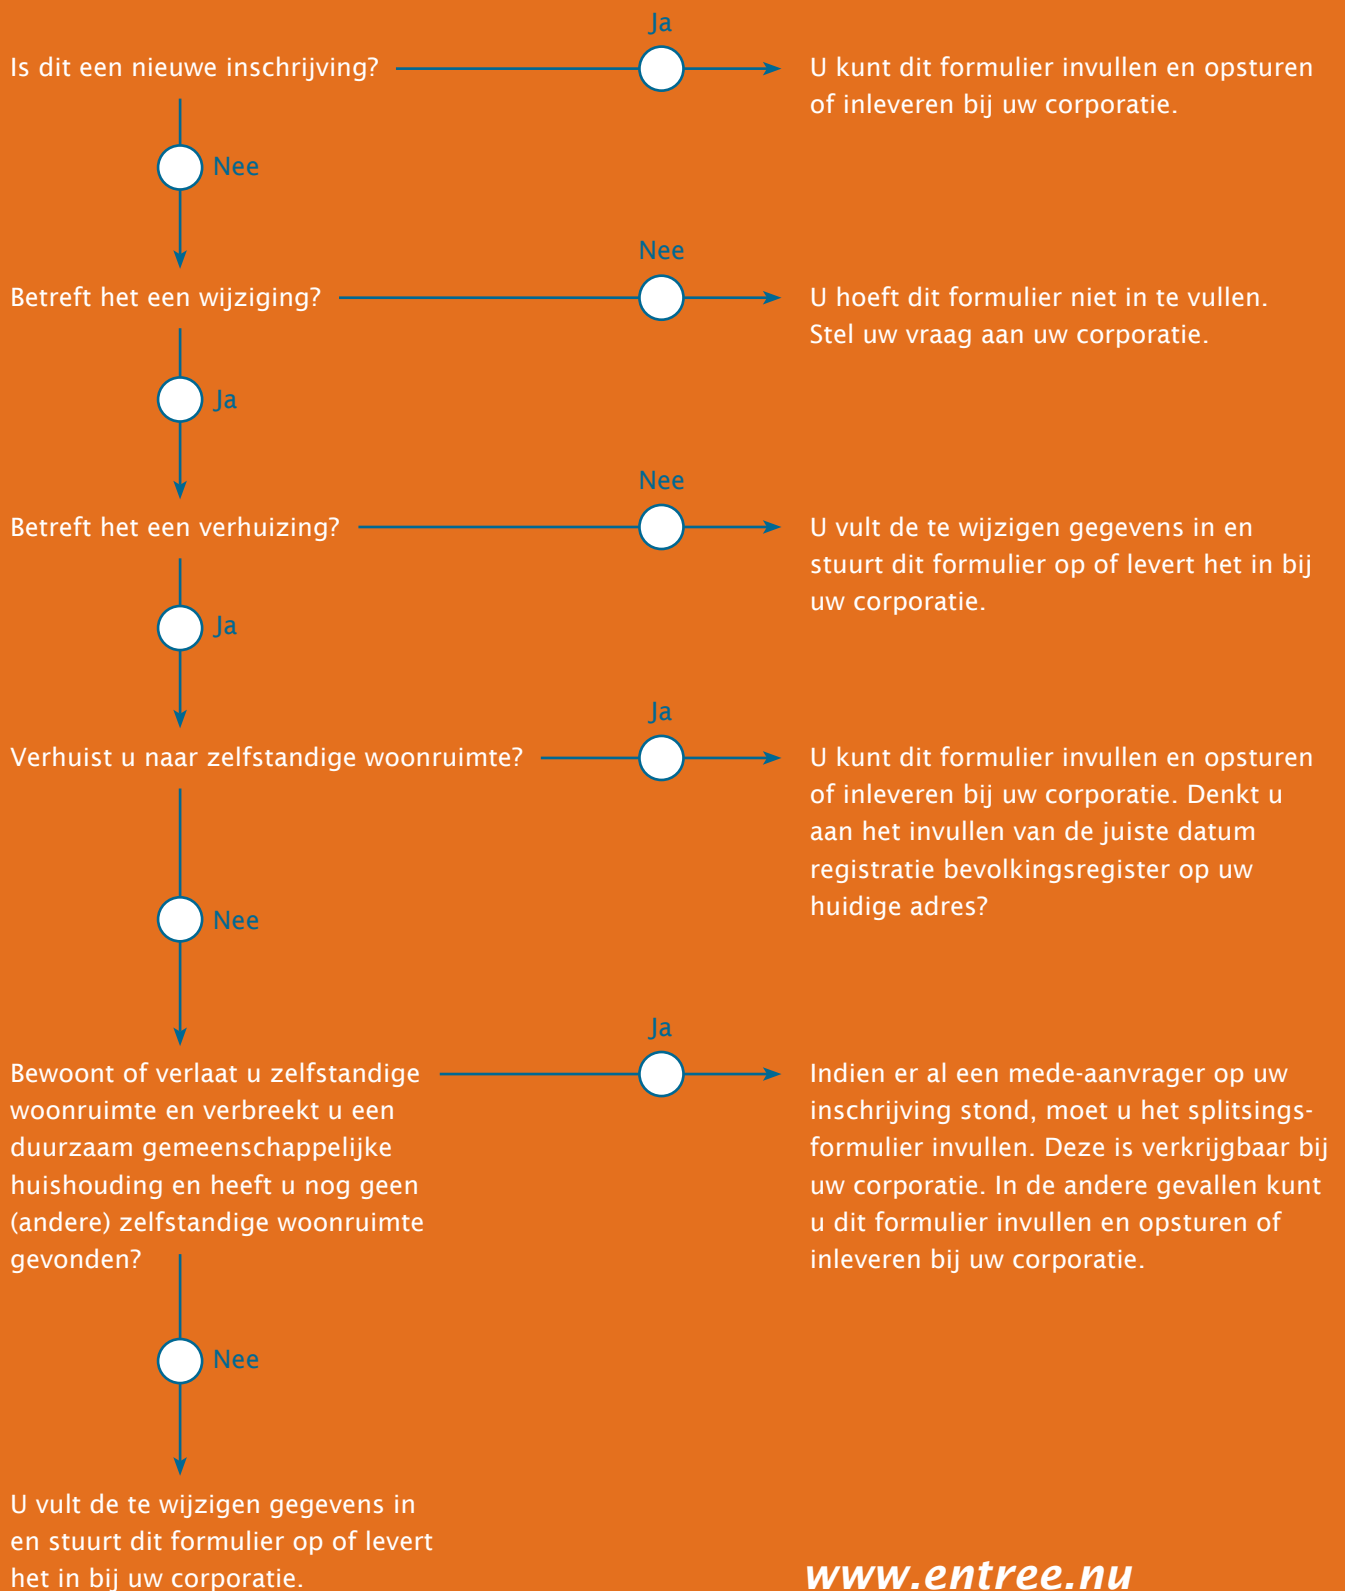 Ja
Is dit een nieuwe inschrijving?
U kunt dit formulier invullen en opsturen
of inleveren bij uw corporatie.
Nee
Nee
Betreft het een wijziging?
U hoeft dit formulier niet in te vullen.
Stel uw vraag aan uw corporatie.
Ja
Nee
Betreft het een verhuizing?
U vult de te wijzigen gegevens in en
stuurt dit formulier op of levert het in bij
uw corporatie.
Ja
Ja
Verhuist u naar zelfstandige woonruimte?
U kunt dit formulier invullen en opsturen
of inleveren bij uw corporatie. Denkt u
aan het invullen van de juiste datum
registratie bevolkingsregister op uw
huidige adres?
Nee
Ja
Bewoont of verlaat u zelfstandige
woonruimte en verbreekt u een
duurzaam gemeenschappelijke
huishouding en heeft u nog geen
(andere) zelfstandige woonruimte
gevonden?
Indien er al een mede-aanvrager op uw
inschrijving stond, moet u het splitsings-
formulier invullen. Deze is verkrijgbaar bij
uw corporatie. In de andere gevallen kunt
u dit formulier invullen en opsturen of
inleveren bij uw corporatie.
Nee
U vult de te wijzigen gegevens in
en stuurt dit formulier op of levert
het in bij uw corporatie.
www.entree.nu